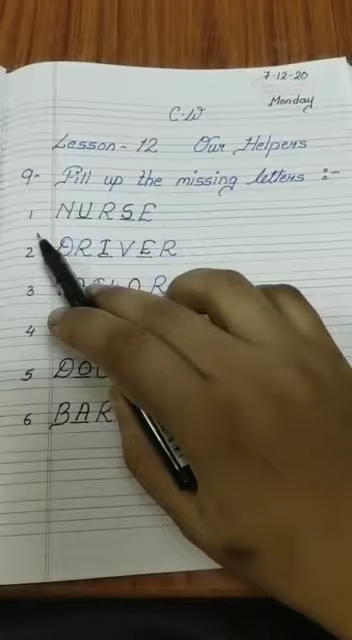 7-12-20
Monday
C.W
Lesson - 12 Our Helpers
Q- Fill up the missing letters :-
1 NURSE
2 DRIVER
3
4
5 DOC
6 BAR